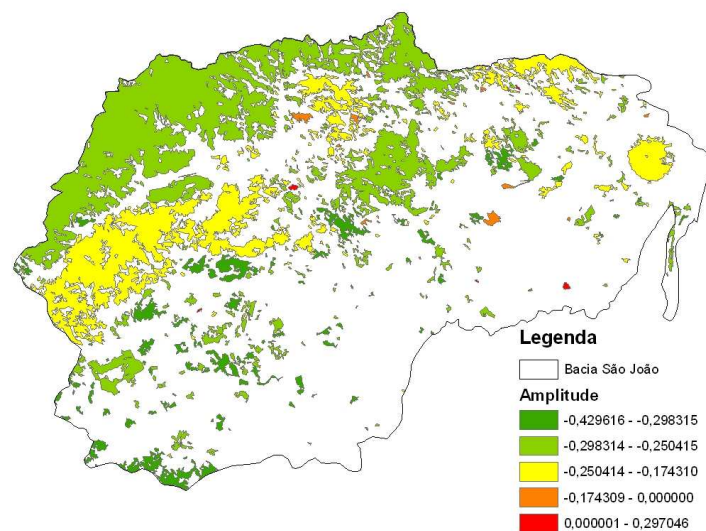 Legenda
Bacia São João
Amplitude
-0,429616 - -0,298315
-0,298314 - -0,250415
-0,250414 - -0,174310
-0,174309 - 0,000000
0,000001 - 0,297046